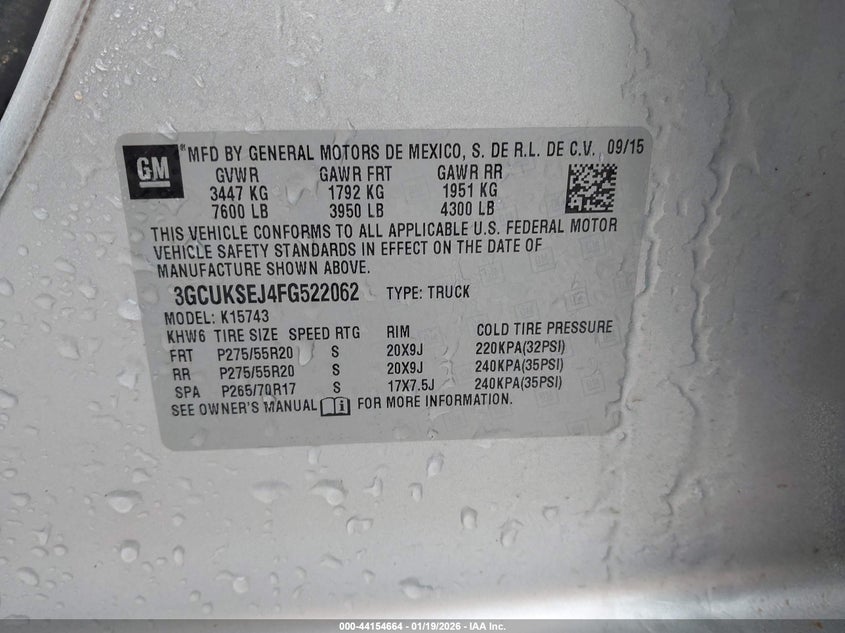 GM
®MFD BY GENERAL MOTORS DE MEXICO, S. DE R.L. DE C.V. 09/15
GVWR GAWR FRT GAWR RR
3447 KG 1792 KG 1951 KG
7600 LB 3950 LB 4300 LB
THIS VEHICLE CONFORMS TO ALL APPLICABLE U.S. FEDERAL MOTOR
VEHICLE SAFETY STANDARDS IN EFFECT ON THE DATE OF
MANUFACTURE SHOWN ABOVE.
3GCUKSEJ4FG522062 TYPE: TRUCK
MODEL: K15743
KHW6 TIRE SIZE SPEED RTG RIM COLD TIRE PRESSURE
FRT P275/55R20 S 20X9J 220KPA(32PSI)
RR P275/55R20 S 20X9J 240KPA(35PSI)
SPA P265/70R17 S 17X7.5J 240KPA(35PSI)
SEE OWNER'S MANUAL i FOR MORE INFORMATION.
000-44154664 - 01/19/2026 - IAA Inc.